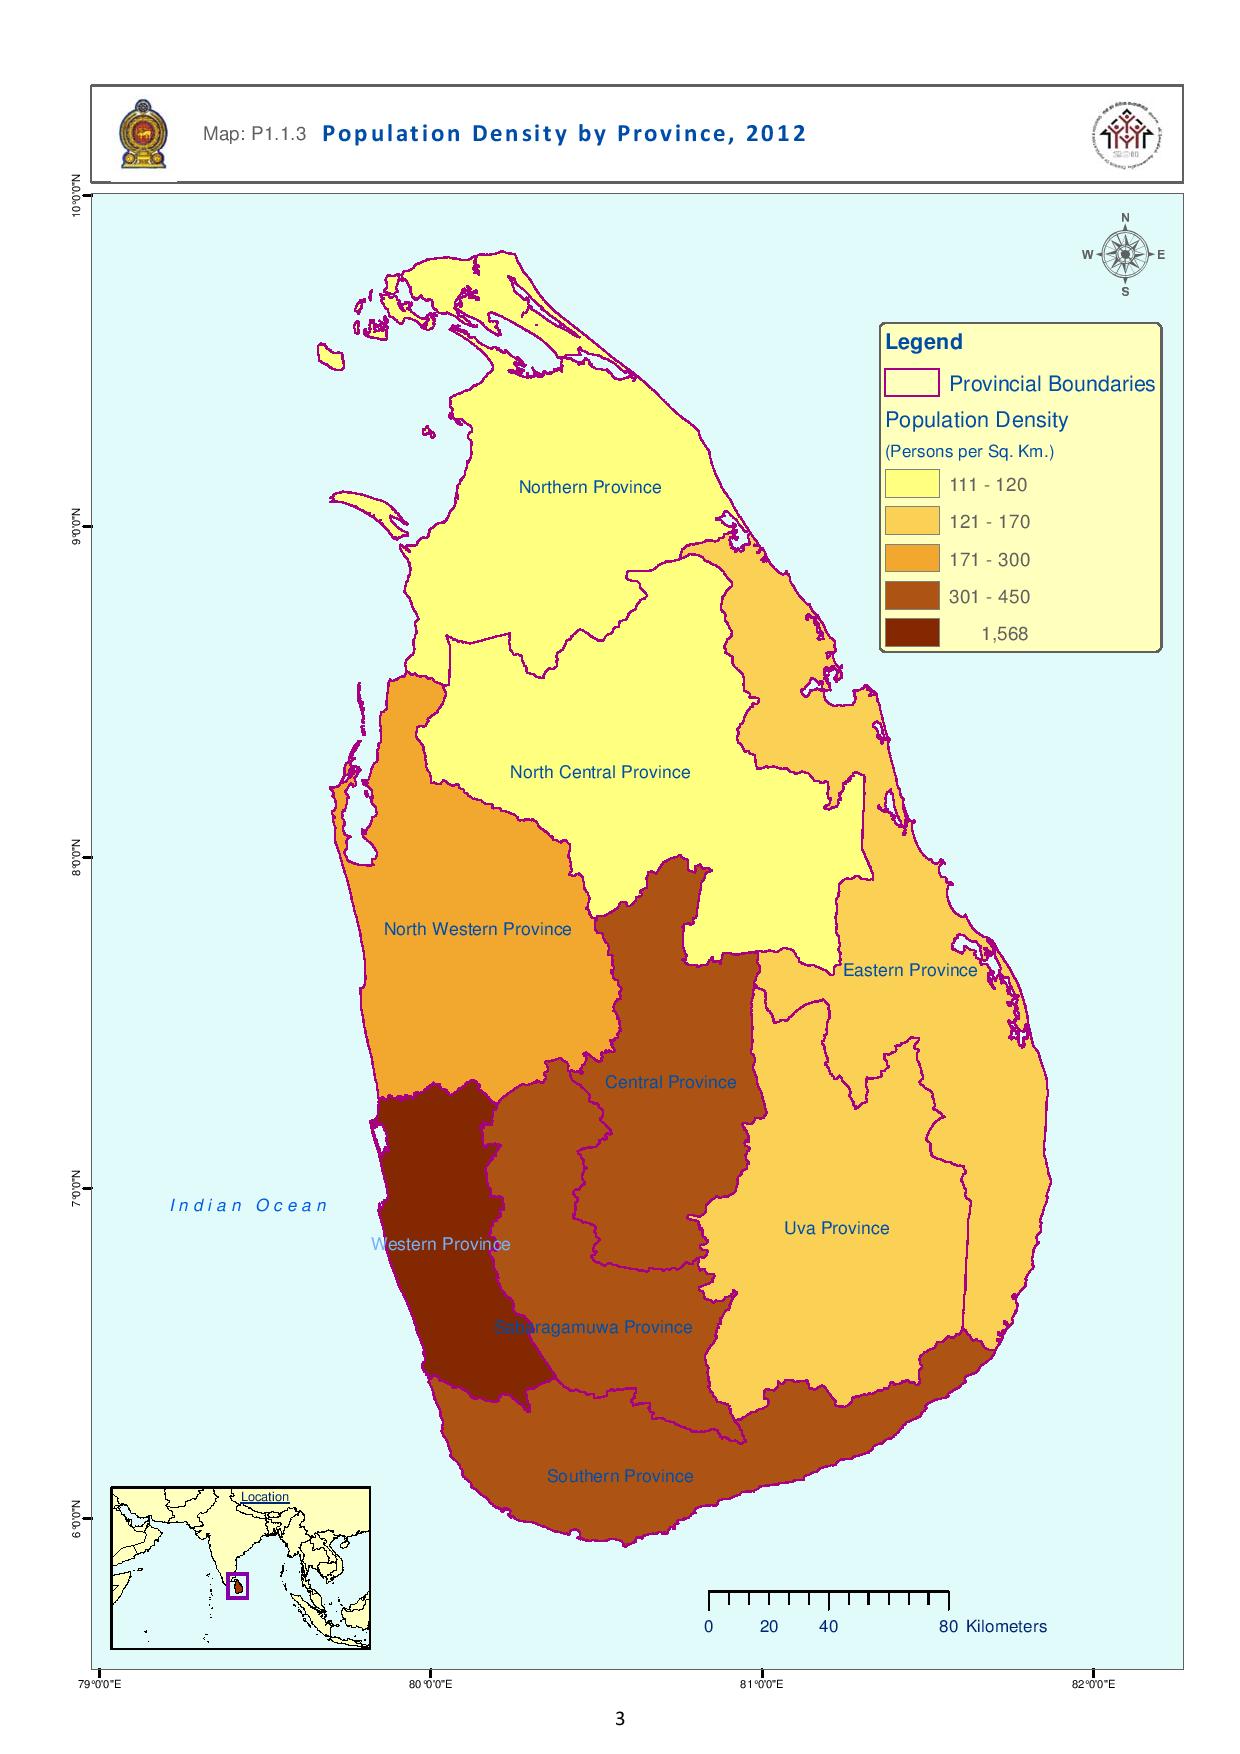 Map: P1.1.3 Population Density by Province, 2012
10°0'0"N
N
W E
S
Legend
Provincial Boundaries
Population Density
(Persons per Sq. Km.)
111 - 120
121 - 170
171 - 300
301 - 450
1,568
Northern Province
9°0'0"N
North Central Province
8°0'0"N
North Western Province
Eastern Province
Central Province
7°0'0"N
Indian Ocean
Uva Province
Western Province
Sabaragamuwa Province
Southern Province
6°0'0"N
Location
0 20 40 80 Kilometers
79°0'0"E 80°0'0"E 81°0'0"E 82°0'0"E
3